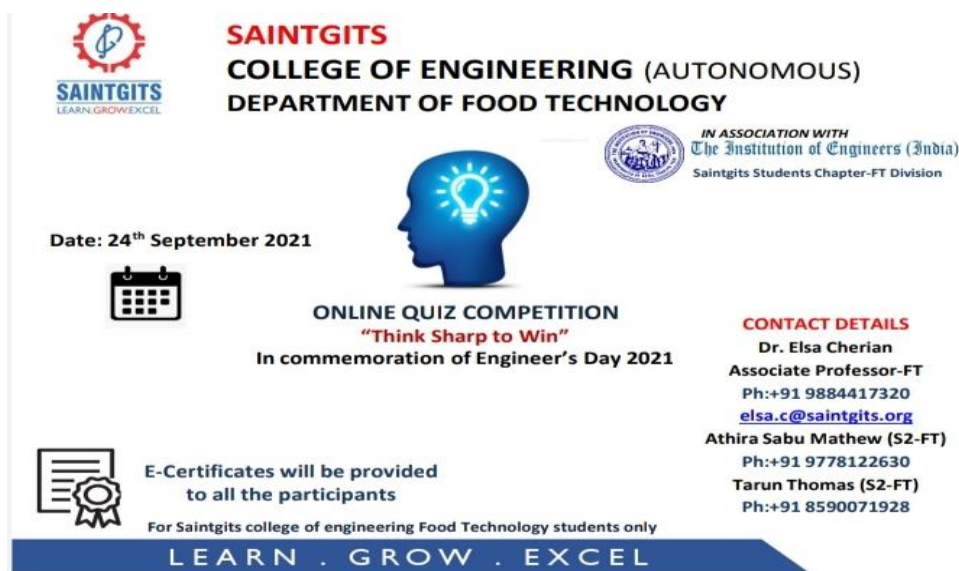 SAINTGITS
LEARN.GROW.EXCEL
SAINTGITS
COLLEGE OF ENGINEERING (AUTONOMOUS)
DEPARTMENT OF FOOD TECHNOLOGY
IN ASSOCIATION WITH
The Institution of Engineers (India)
Saintgits Students Chapter-FT Division
Date: 24th September 2021
ONLINE QUIZ COMPETITION
“Think Sharp to Win”
In commemoration of Engineer’s Day 2021
CONTACT DETAILS
Dr. Elsa Cherian
Associate Professor-FT
Ph:+91 9884417320
elsa.c@saintgits.org
Athira Sabu Mathew (S2-FT)
Ph:+91 9778122630
Tarun Thomas (S2-FT)
Ph:+91 8590071928
E-Certificates will be provided
to all the participants
For Saintgits college of engineering Food Technology students only
LEARN . GROW . EXCEL